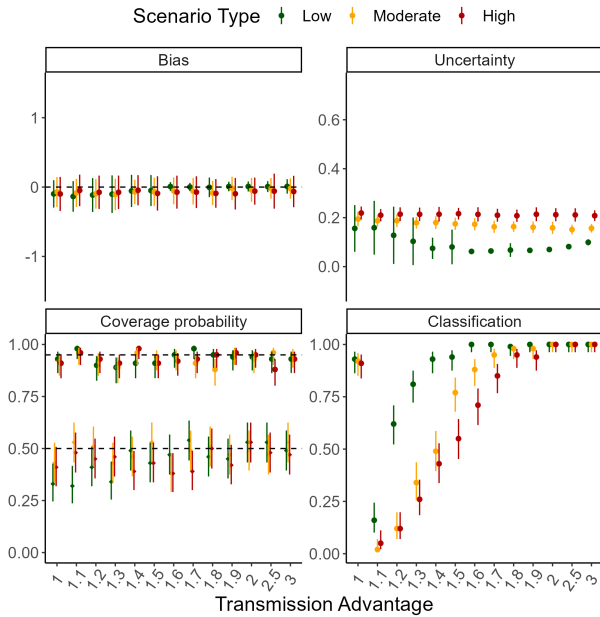 Scenario Type Low Moderate High
Bias Uncertainty
1
0
-1
0.6
0.4
0.2
0.0
Coverage probability Classification
1.00
0.75
0.50
0.25
0.00
1.00
0.75
0.50
0.25
0.00
1 1.1 1.2 1.3 1.4 1.5 1.6 1.7 1.8 1.9 2 2.5 3
1 1.1 1.2 1.3 1.4 1.5 1.6 1.7 1.8 1.9 2 2.5 3
Transmission Advantage